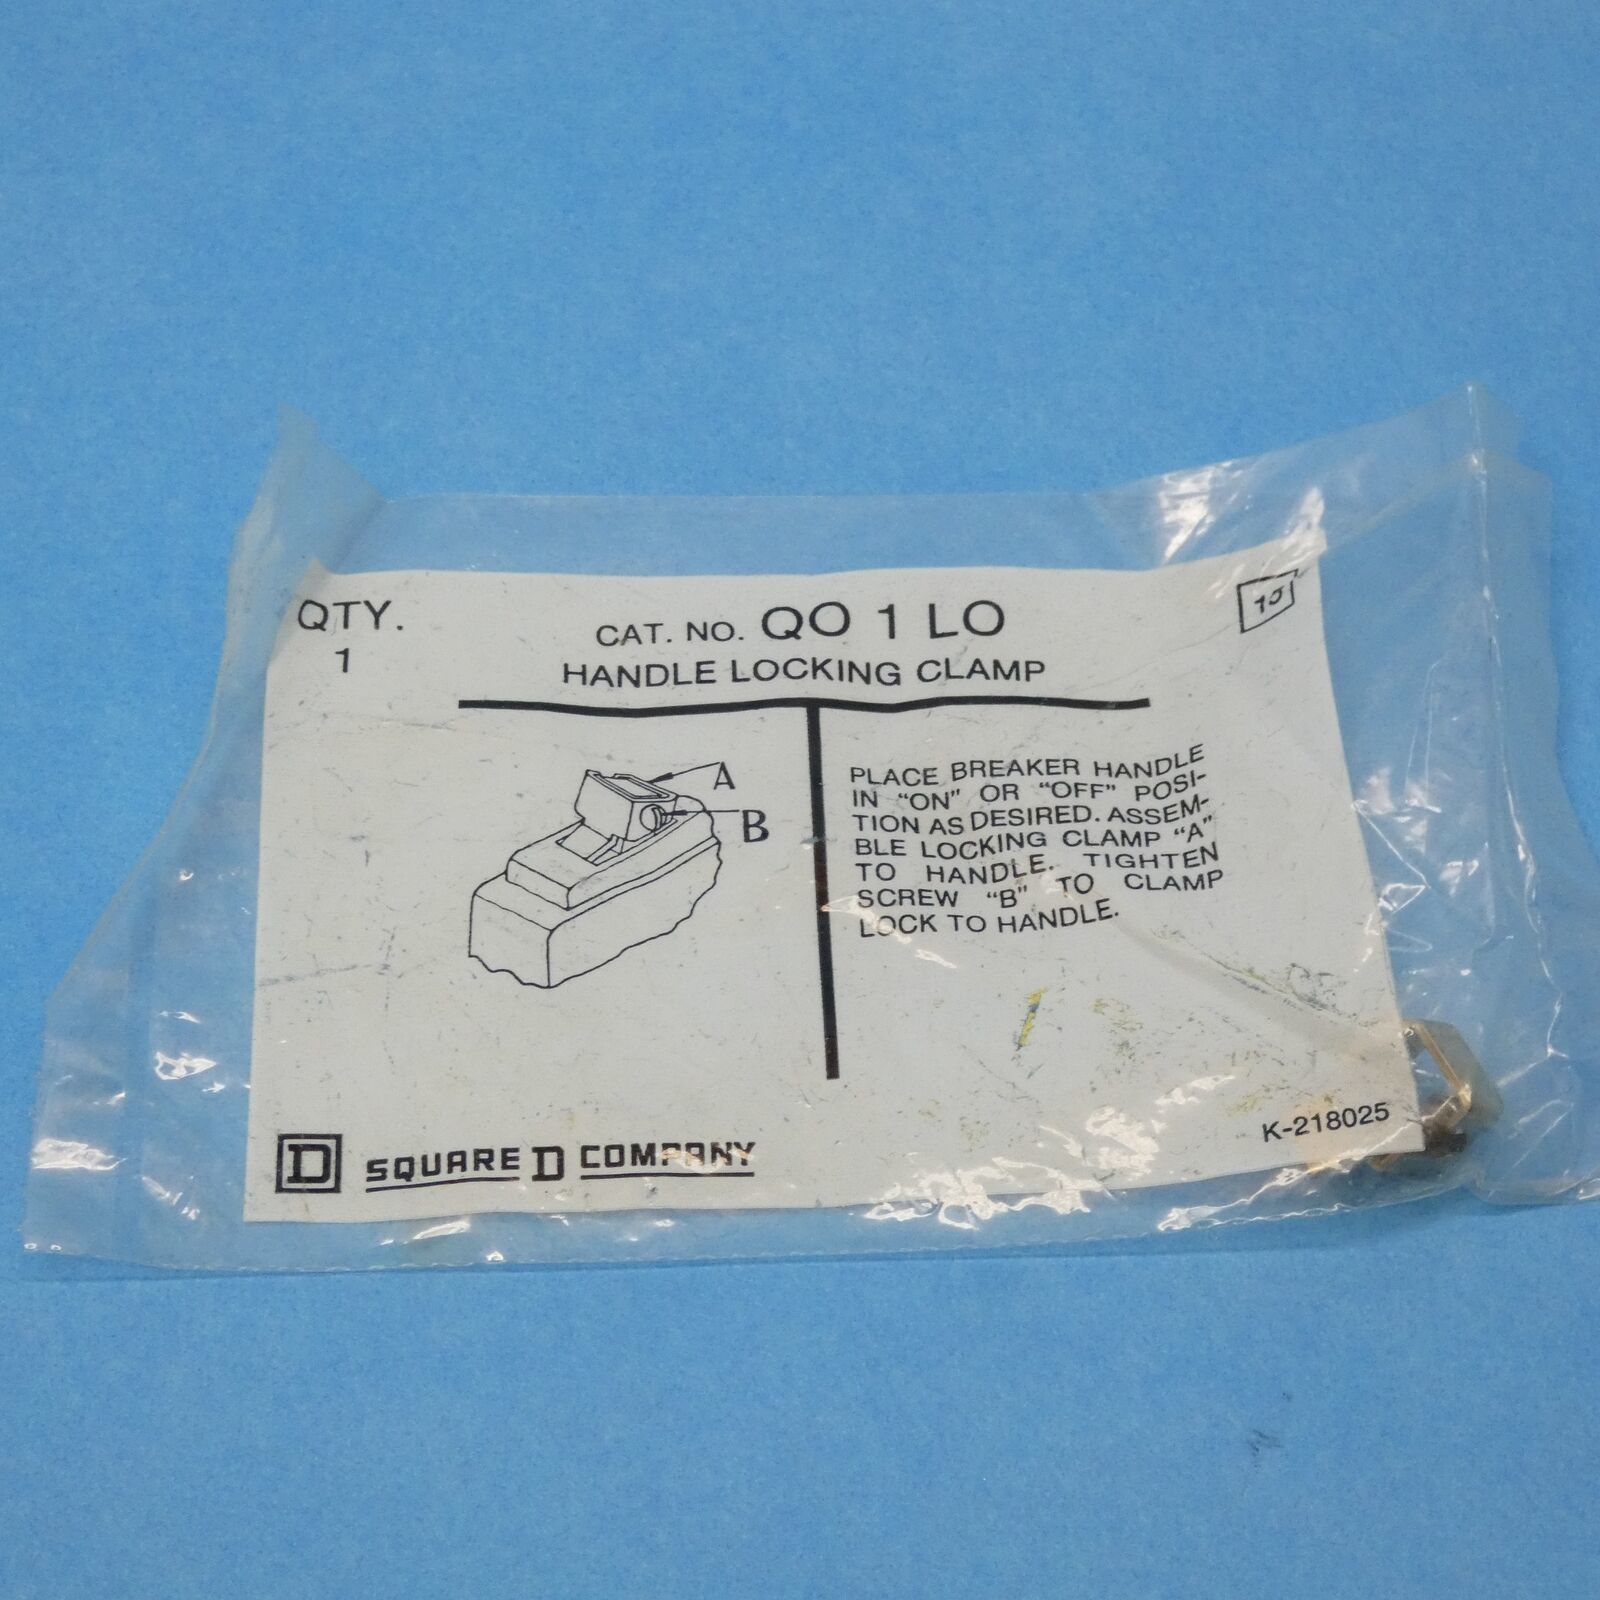 QTY.
1
CAT. NO. QO 1 LO
HANDLE LOCKING CLAMP
A
B
PLACE BREAKER HANDLE
IN "ON" OR "OFF" POSI-
TION AS DESIRED. ASSEM-
BLE LOCKING CLAMP "A"
TO HANDLE. TIGHTEN
SCREW "B" TO CLAMP
LOCK TO HANDLE.
D SQUARE D COMPANY
K-218025